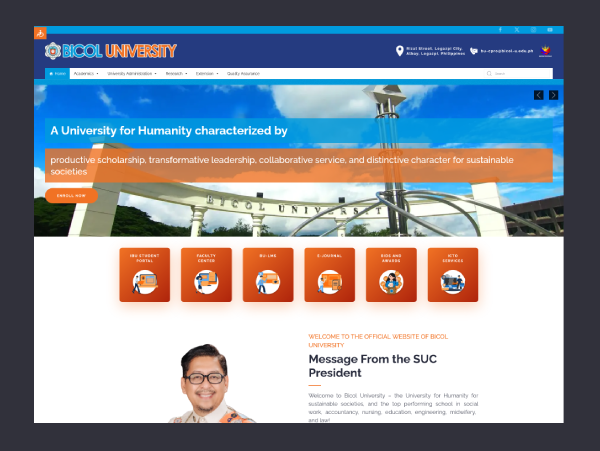 BICOL UNIVERSITY
Bicol Street, Legazpi City,
Albay, Legazpi, Philippines
bu-opro@bicol-u.edu.ph
Home Academics University Administration Research Extension Quality Assurance Search
A University for Humanity characterized by
productive scholarship, transformative leadership, collaborative service, and distinctive character for sustainable
societies
ENROLL NOW
BICOL UNIVERSITY
IBU STUDENT
PORTAL
FACULTY
CENTER
BU-LMS
E-JOURNAL
BIDS AND
AWARDS
ICTO
SERVICES
WELCOME TO THE OFFICIAL WEBSITE OF BICOL
UNIVERSITY
Message From the SUC
President
Welcome to Bicol University – the University for Humanity for
sustainable societies, and the top performing school in social
work, accountancy, nursing, education, engineering, midwifery,
and law!